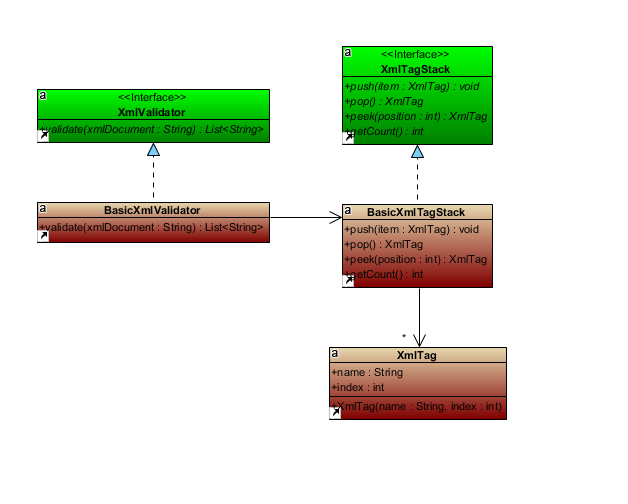 a
<<Interface>>
XmlValidator
+validate(xmlDocument : String) : List<String>
a
<<Interface>>
XmlTagStack
+push(item : XmlTag) : void
+pop() : XmlTag
+peek(position : int) : XmlTag
+getCount() : int
a
BasicXmlValidator
+validate(xmlDocument : String) : List<String>
a
BasicXmlTagStack
+push(item : XmlTag) : void
+pop() : XmlTag
+peek(position : int) : XmlTag
+getCount() : int
*
a
XmlTag
+name : String
+index : int
+XmlTag(name : String, index : int)